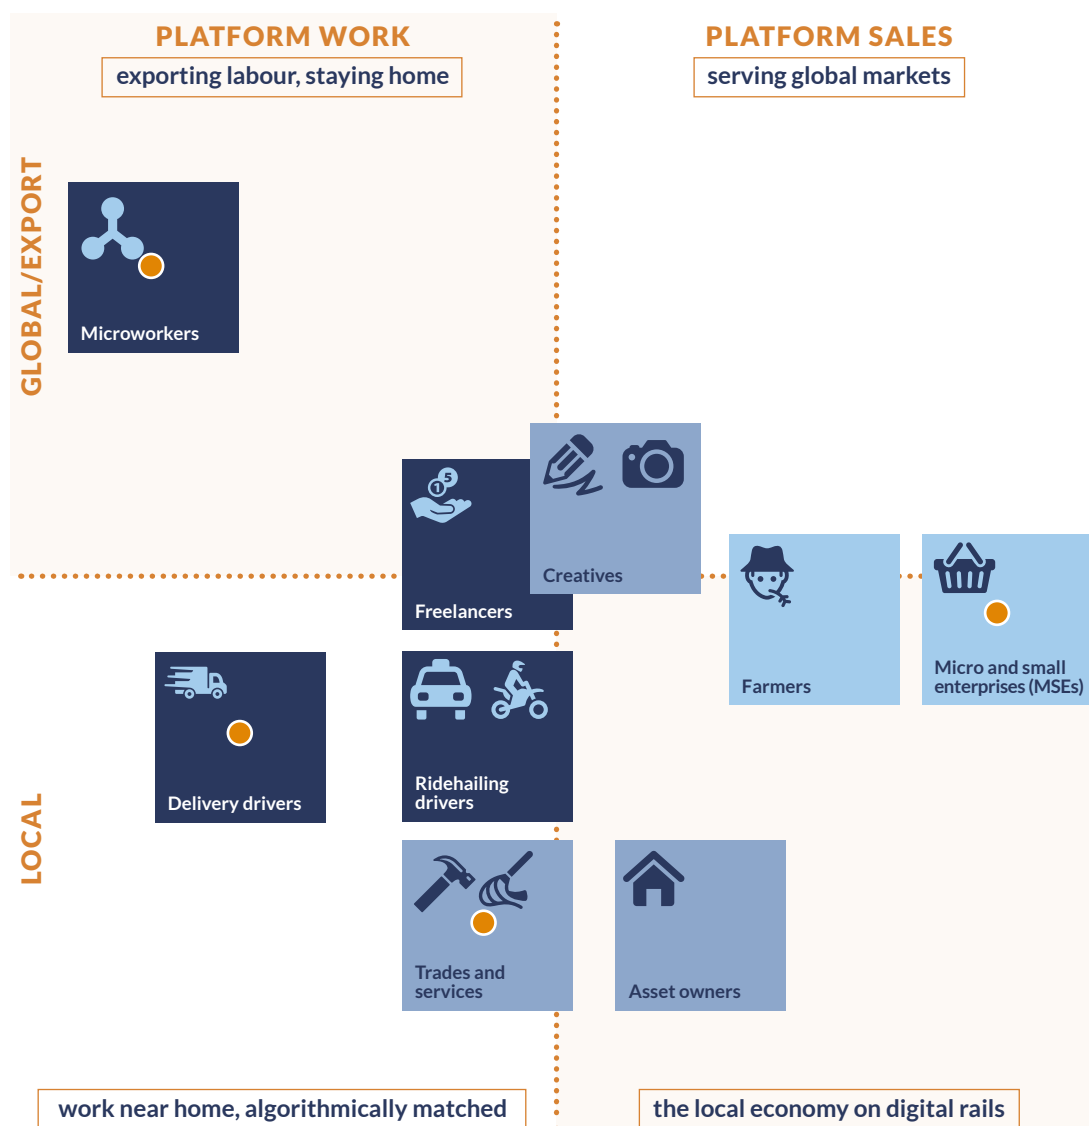 PLATFORM WORK
exporting labour, staying home
PLATFORM SALES
serving global markets
GLOBAL/EXPORT
Microworkers
1
5
Freelancers
Creatives
Farmers
Micro and small
enterprises (MSEs)
LOCAL
Delivery drivers
Ridehailing
drivers
Trades and
services
Asset owners
work near home, algorithmically matched
the local economy on digital rails